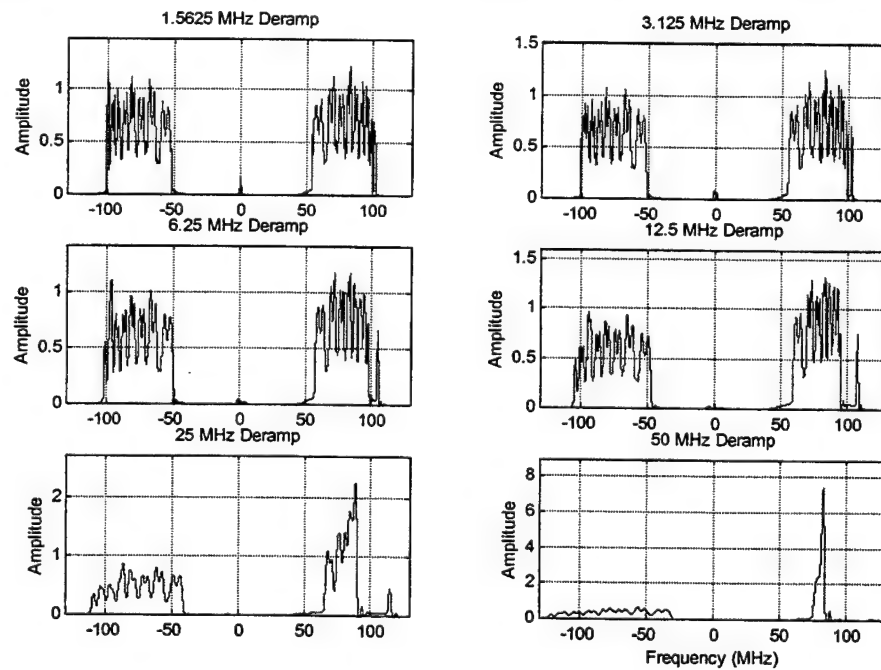 1.5625 MHz Deramp
Amplitude
1
0.5
0
-100 -50 0 50 100
3.125 MHz Deramp
Amplitude
1.5
1
0.5
0
-100 -50 0 50 100
6.25 MHz Deramp
Amplitude
1
0.5
0
-100 -50 0 50 100
12.5 MHz Deramp
Amplitude
1.5
1
0.5
0
-100 -50 0 50 100
25 MHz Deramp
Amplitude
2
1
0
-100 -50 0 50 100
50 MHz Deramp
Amplitude
8
6
4
2
0
-100 -50 0 50 100
Frequency (MHz)